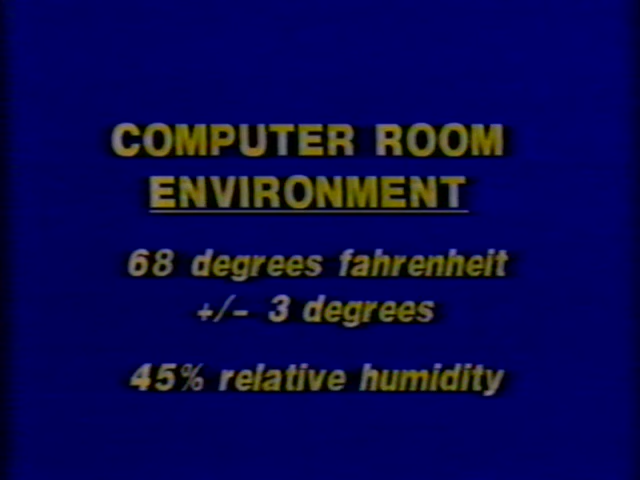 COMPUTER ROOM
ENVIRONMENT
68 degrees fahrenheit
+/- 3 degrees
45% relative humidity